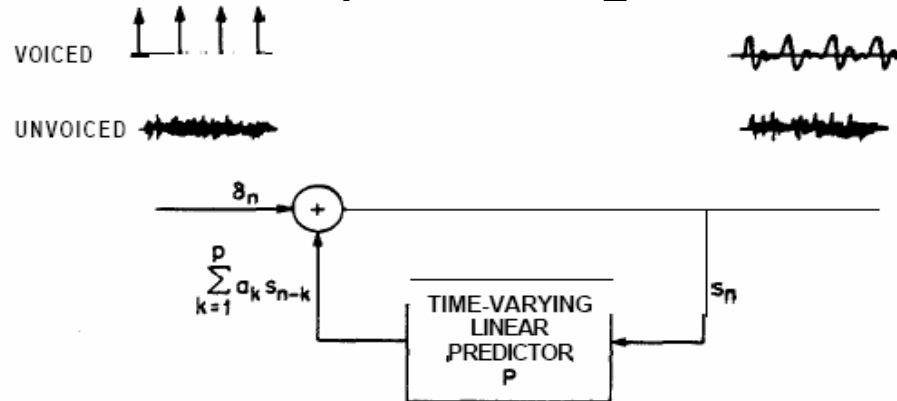 VOICED
UNVOICED
δn
+
p
∑ ak sn-k
k=1
sn
TIME-VARYING
LINEAR
PREDICTOR
P